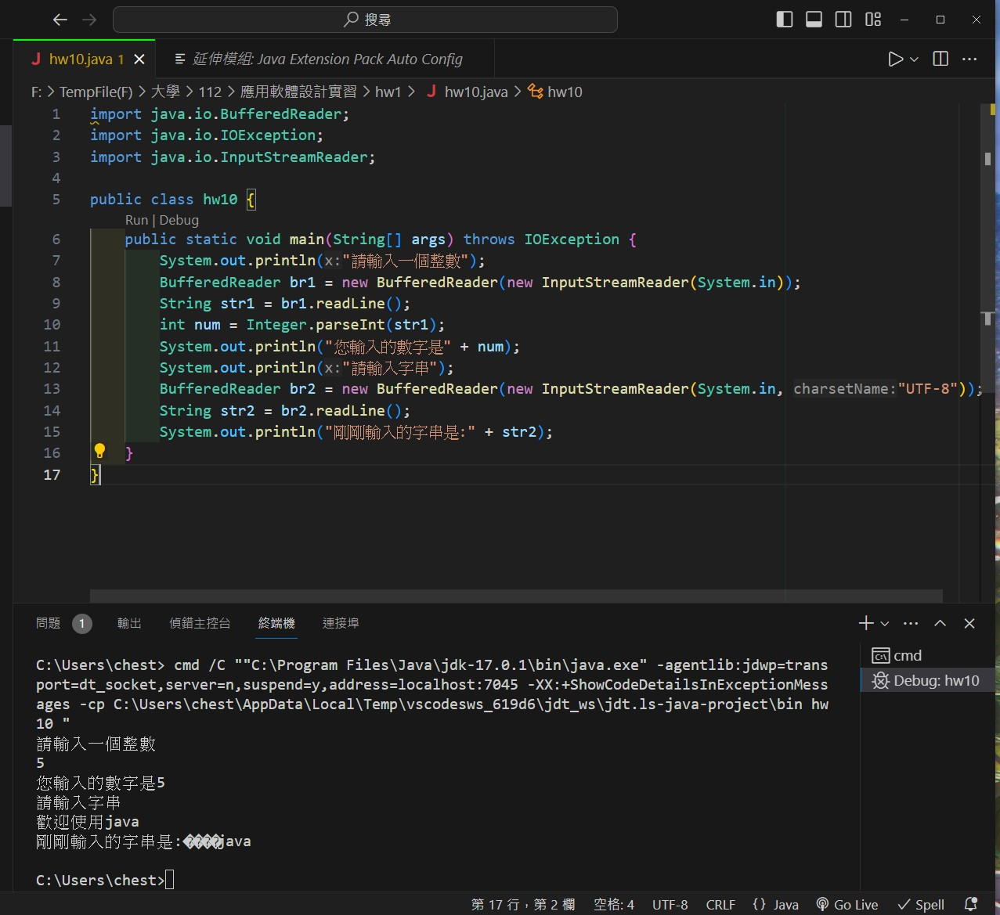 搜尋
hw10.java 1
延伸模組: Java Extension Pack Auto Config
F: > TempFile(F) > 大學 > 112 > 應用軟體設計實習 > hw1 > J hw10.java > hw10
1 import java.io.BufferedReader;
2 import java.io.IOException;
3 import java.io.InputStreamReader;
4
5 public class hw10 {
Run | Debug
6 public static void main(String[] args) throws IOException {
7 System.out.println(x:"請輸入一個整數");
8 BufferedReader br1 = new BufferedReader(new InputStreamReader(System.in));
9 String str1 = br1.readLine();
10 int num = Integer.parseInt(str1);
11 System.out.println("您輸入的數字是" + num);
12 System.out.println(x:"請輸入字串");
13 BufferedReader br2 = new BufferedReader(new InputStreamReader(System.in, charsetName:"UTF-8"));
14 String str2 = br2.readLine();
15 System.out.println("剛剛輸入的字串是:" + str2);
16 }
17 }
問題 1 輸出 偵錯主控台 終端機 連接埠
cmd
Debug: hw10
C:\Users\chest> cmd /C ""C:\Program Files\Java\jdk-17.0.1\bin\java.exe" -agentlib:jdwp=trans
port=dt_socket,server=n,suspend=y,address=localhost:7045 -XX:+ShowCodeDetailsInExceptionMess
ages -cp C:\Users\chest\AppData\Local\Temp\vscodesws_619d6\jdt_ws\jdt.ls-java-project\bin hw
10 "
請輸入一個整數
5
您輸入的數字是5
請輸入字串
歡迎使用java
剛剛輸入的字串是:����java
C:\Users\chest>
第 17 行，第 2 欄 空格: 4 UTF-8 CRLF {} Java Go Live Spell